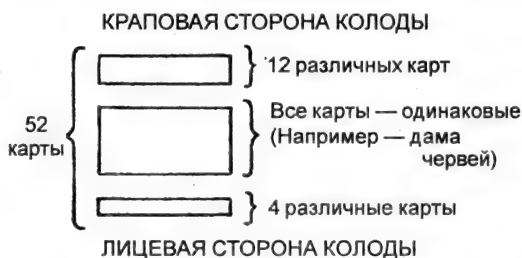 КРАПОВАЯ СТОРОНА КОЛОДЫ
12 различных карт
52
карты
Все карты — одинаковые
(Например — дама
червей)
4 различные карты
ЛИЦЕВАЯ СТОРОНА КОЛОДЫ